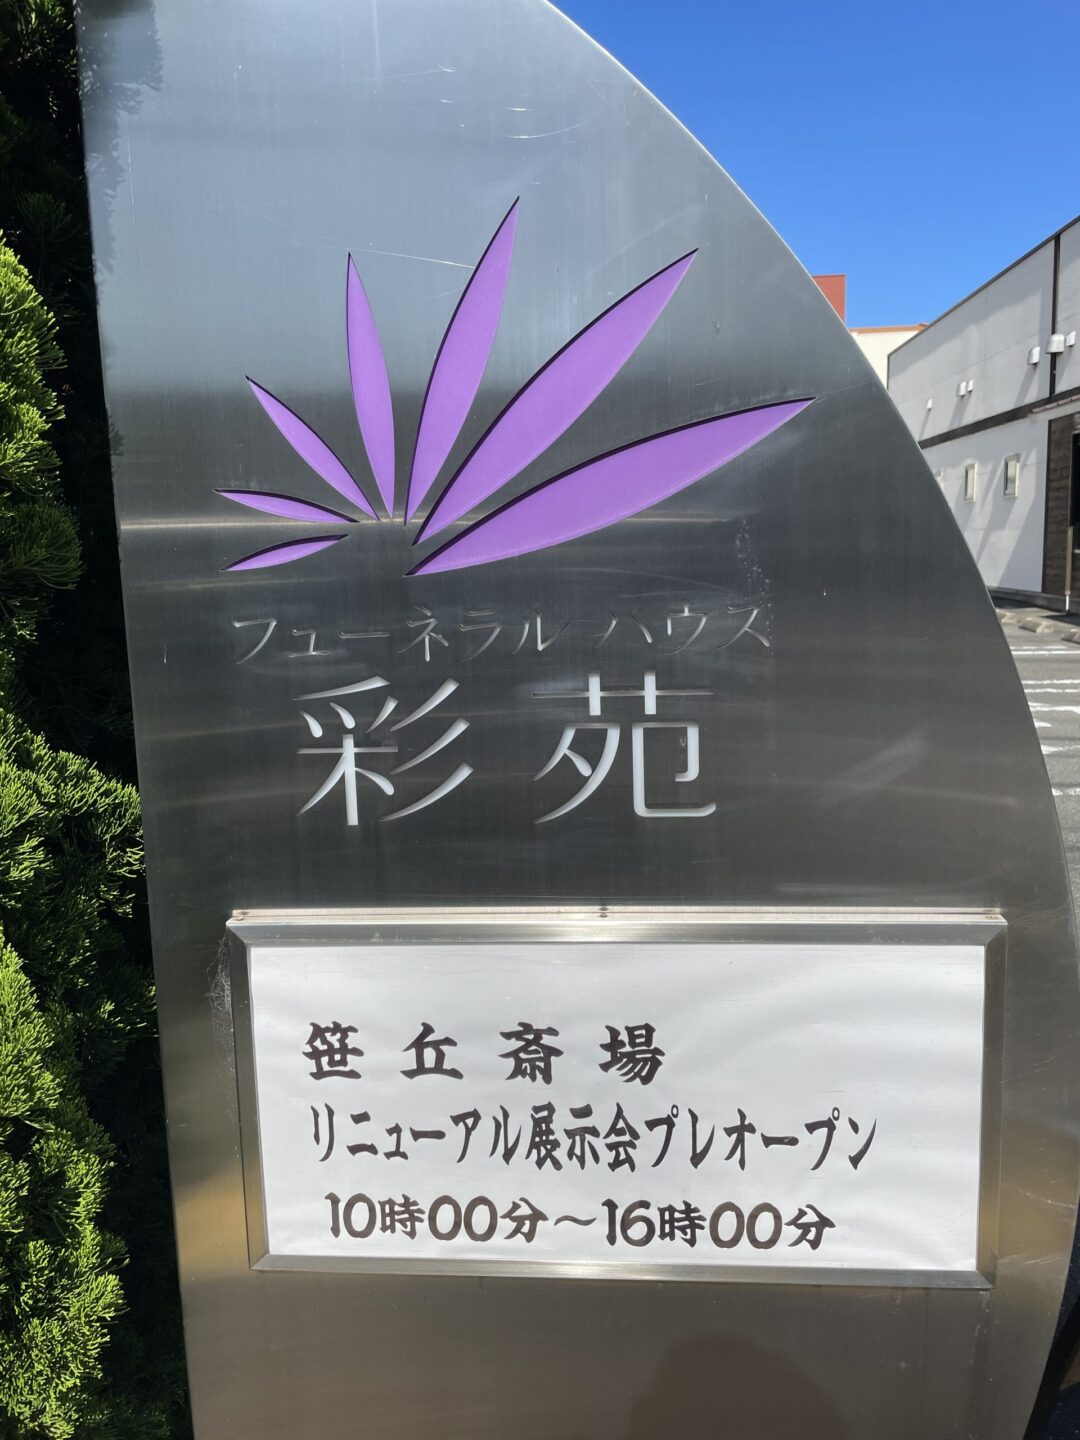 フューネラル ハウス
彩苑
笹丘斎場
リニューアル展示会プレオープン
10時00分～16時00分